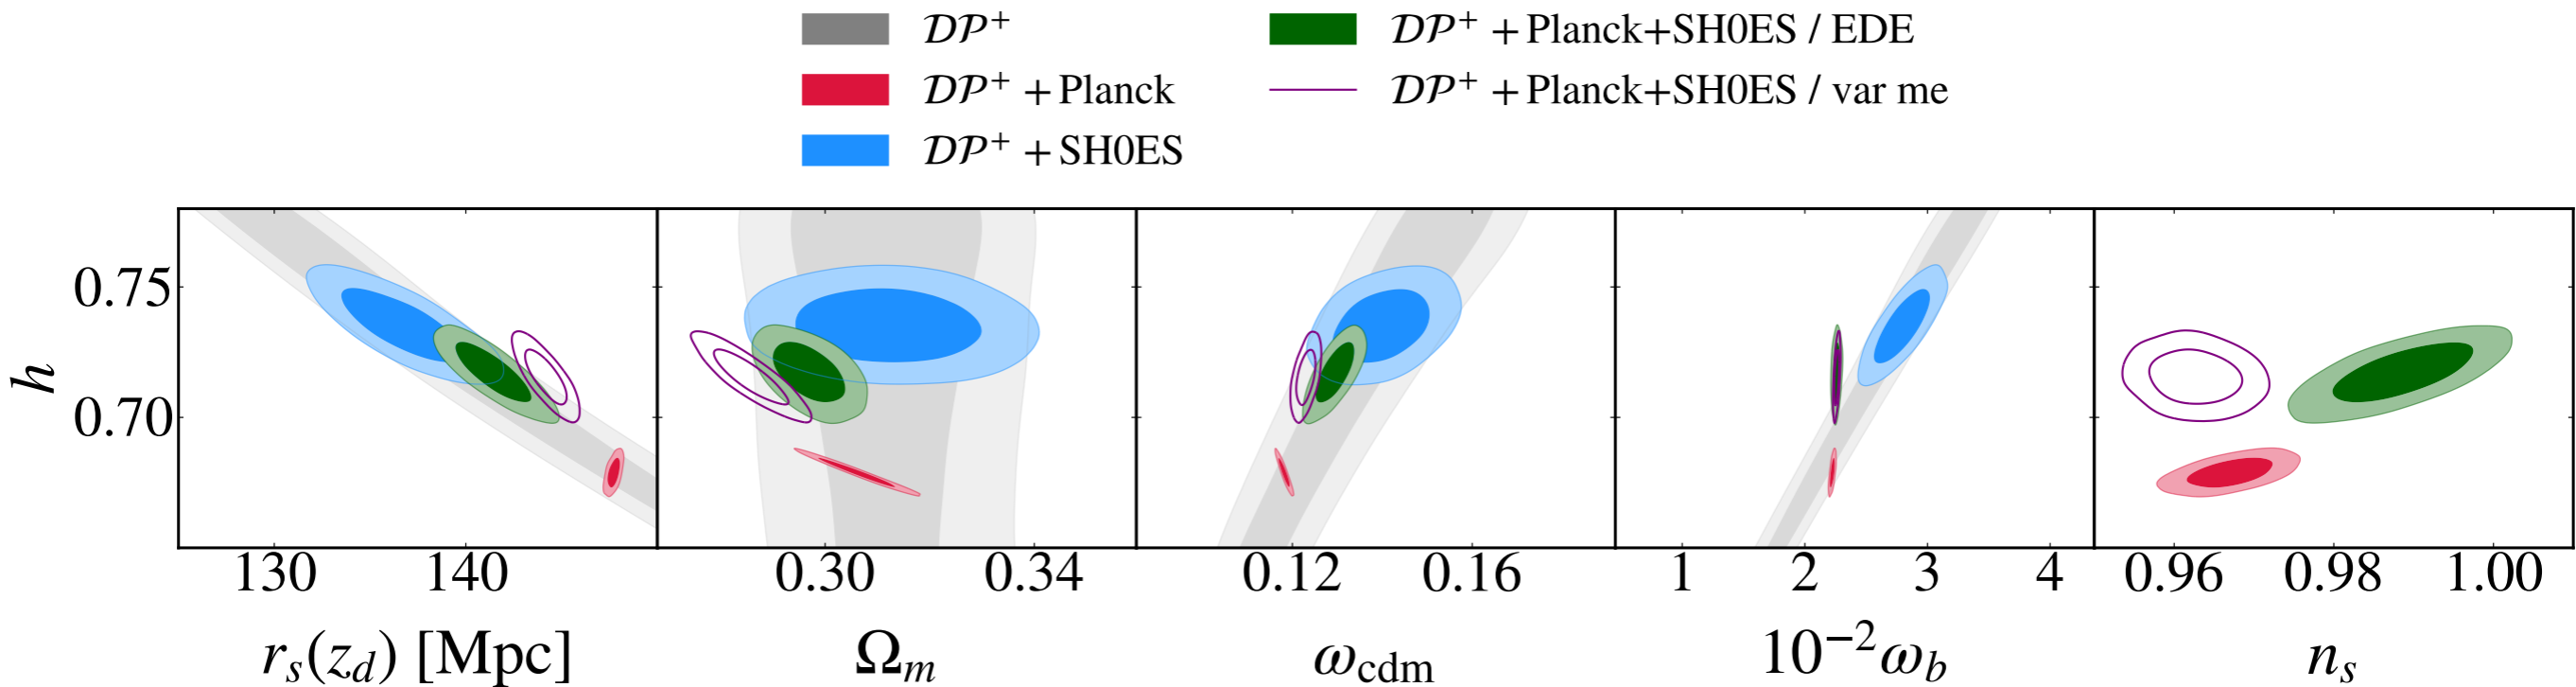 𝒟𝒫⁺
𝒟𝒫⁺ + Planck
𝒟𝒫⁺ + SH0ES
𝒟𝒫⁺ + Planck+SH0ES / EDE
𝒟𝒫⁺ + Planck+SH0ES / var me
h
0.75
0.70
130 140 0.30 0.34 0.12 0.16 1 2 3 4 0.96 0.98 1.00
r_s(z_d) [Mpc] Ω_m ω_cdm 10⁻²ω_b n_s